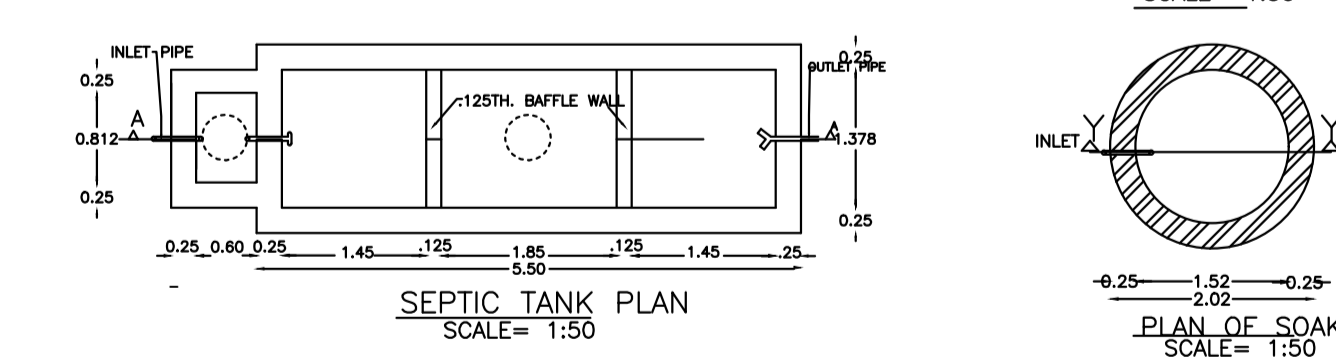 INLET PIPE
0.25
0.812
0.25
A
.125TH. BAFFLE WALL
0.25
OUTLET PIPE
A
1.378
0.25
0.25 0.60 0.25 1.45 .125 1.85 .125 1.45 .25
5.50
SEPTIC TANK PLAN
SCALE= 1:50
Y
Y
INLET
0.25 1.52 0.25
2.02
PLAN OF SOAK
SCALE= 1:50